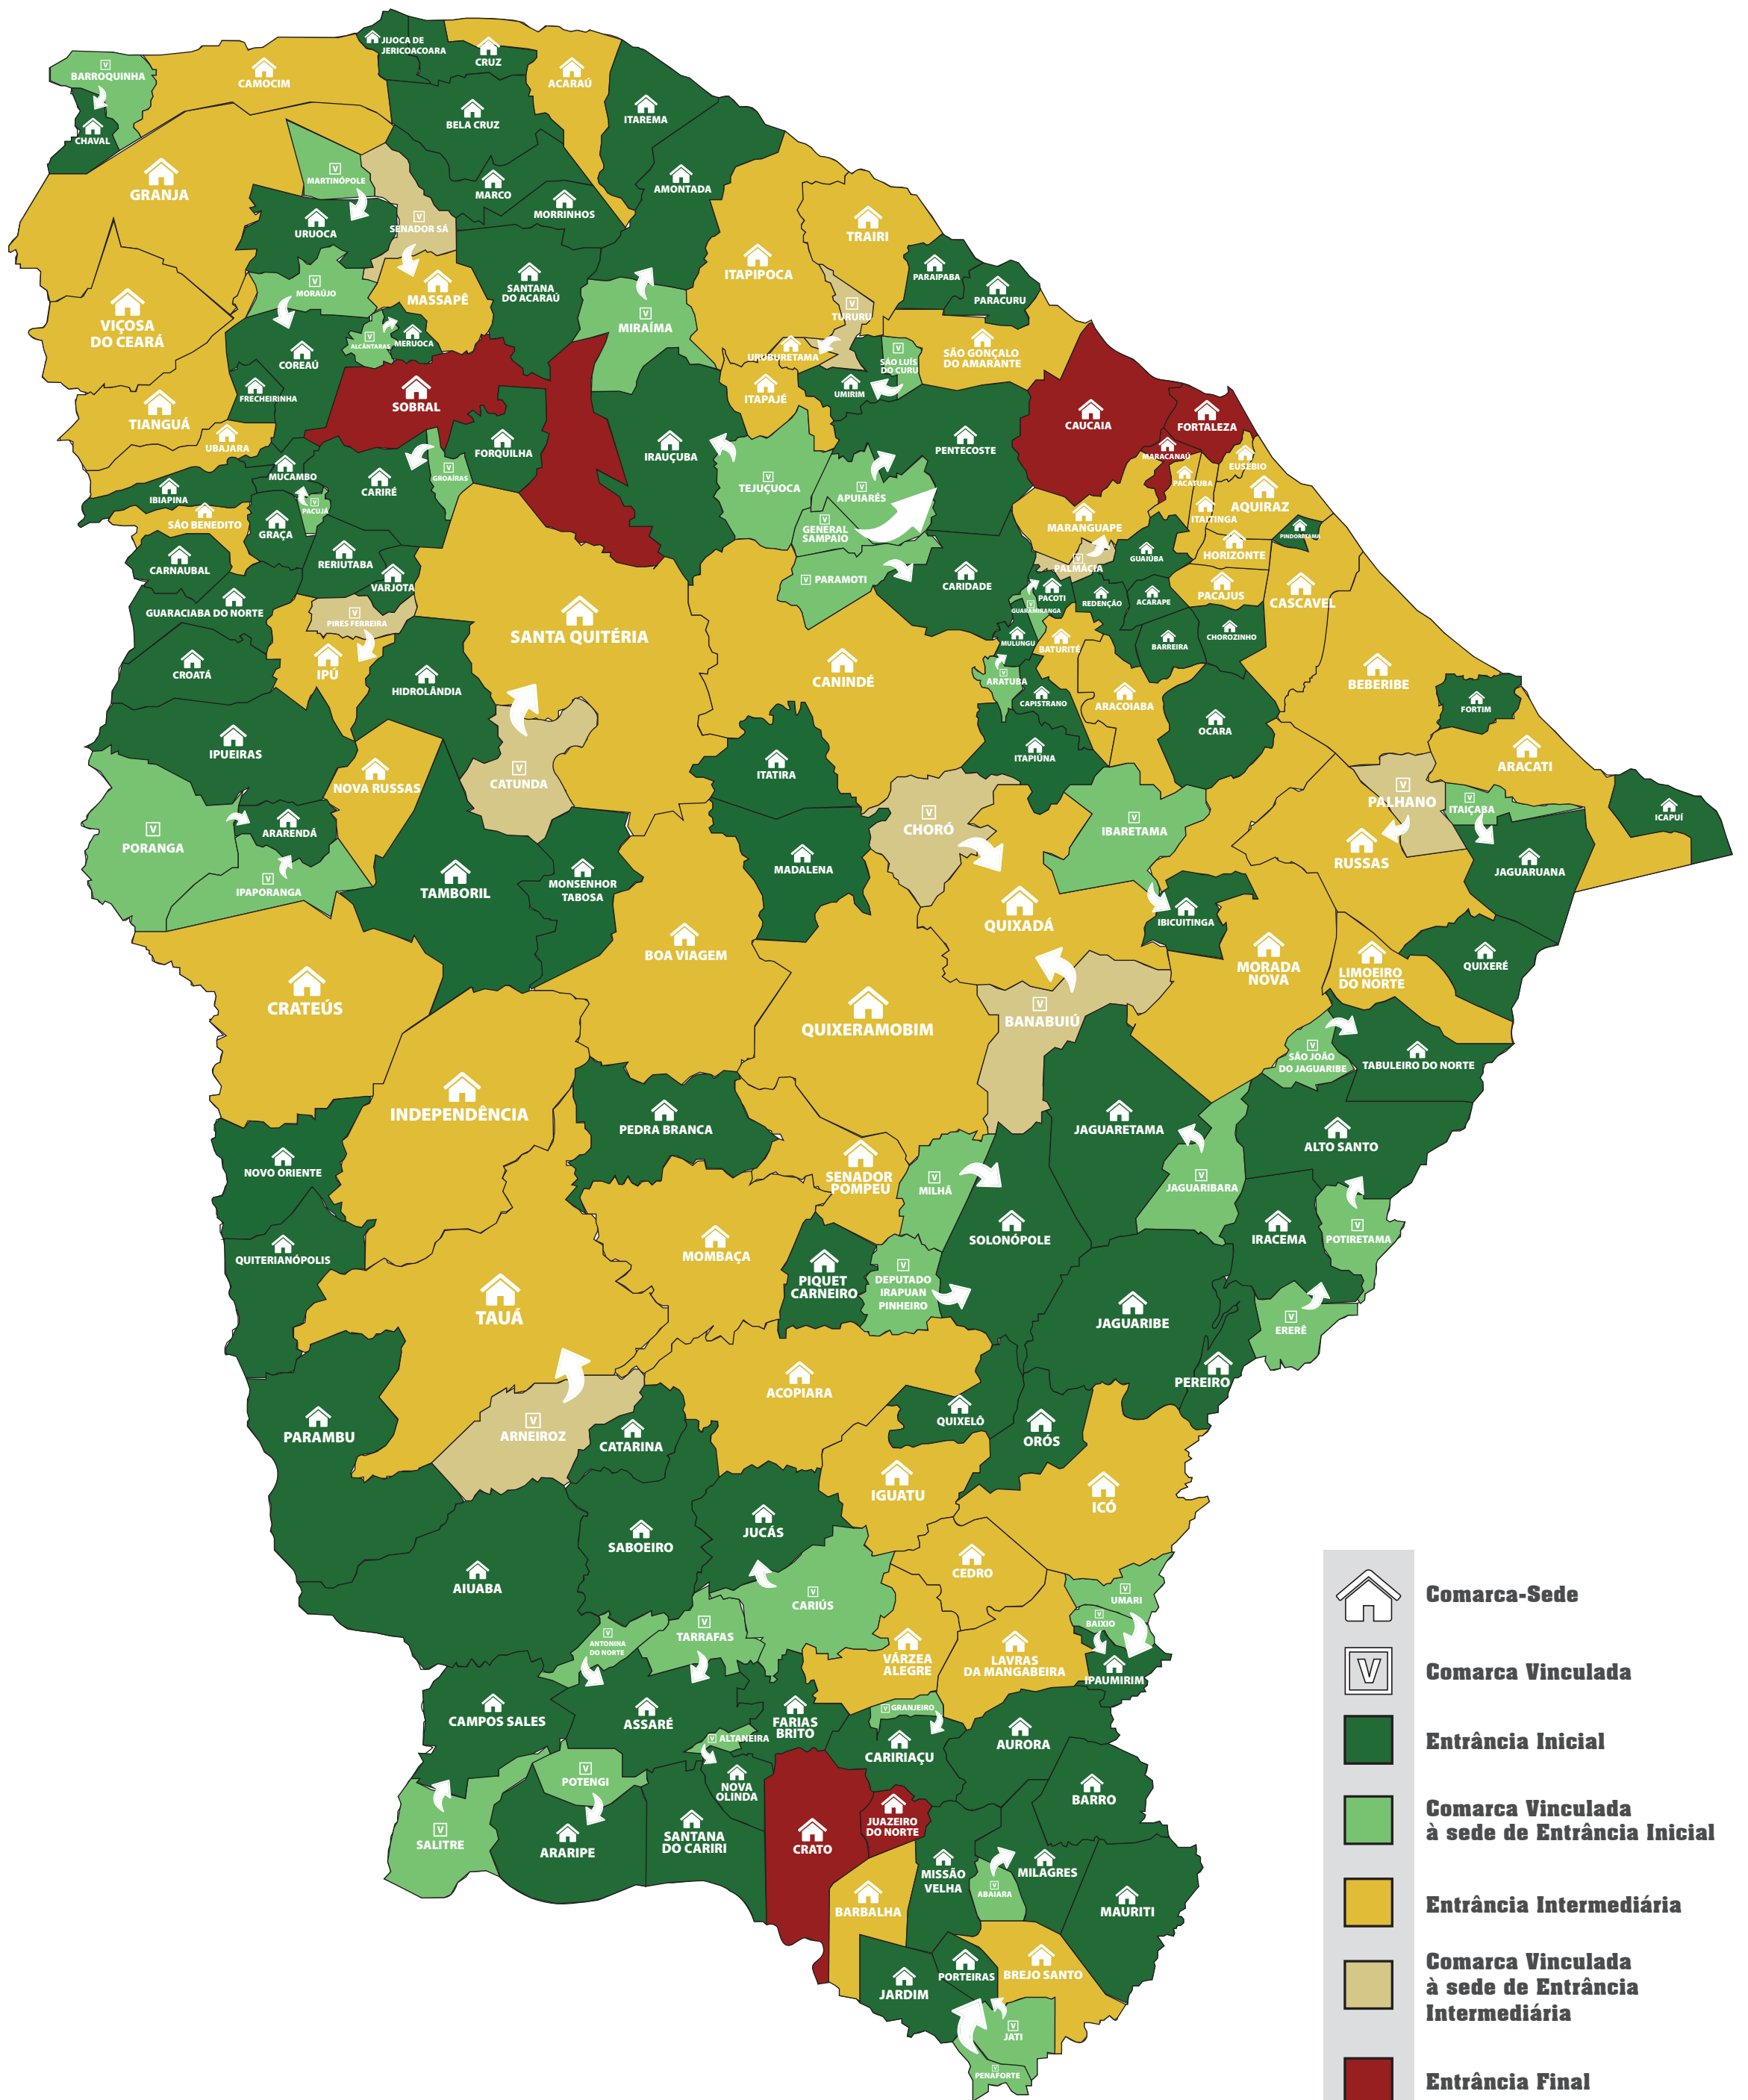 JIJOCA DE
JERICOACOARA
CRUZ
V
BARROQUINHA
CAMOCIM
ACARAÚ
ITAREMA
BELA CRUZ
CHAVAL
V
MARTINÓPOLE
GRANJA
MARCO
AMONTADA
MORRINHOS
V
SENADOR SÁ
URUOCA
TRAIRI
ITAPIPOCA
PARAIPABA
V
MORAÚJO
MASSAPÊ
SANTANA
DO ACARAÚ
PARACURU
V
TURURU
V
MIRAÍMA
VIÇOSA
DO CEARÁ
V
ALCÂNTARAS
MERUOCA
COREAÚ
URUBURETAMA
V
SÃO LUÍS
DO CURU
SÃO GONÇALO
DO AMARANTE
FRECHEIRINHA
SOBRAL
ITAPAJÉ
UMIRIM
TIANGUÁ
CAUCAIA
FORTALEZA
UBAJARA
FORQUILHA
IRAUÇUBA
PENTECOSTE
MARACANAÚ
EUSÉBIO
MUCAMBO
CARIRÉ
V
GROAÍRAS
V
TEJUÇUOCA
V
APUIARÉS
PACATUBA
AQUIRAZ
IBIAPINA
V
PACUJÁ
SÃO BENEDITO
GRAÇA
V
GENERAL
SAMPAIO
MARANGUAPE
ITAITINGA
PINDORETAMA
CARNAUBAL
RERIUTABA
VARJOTA
V PARAMOTI
CARIDADE
V
PALMÁCIA
GUAIÚBA
HORIZONTE
GUARACIABA DO NORTE
PACOTI
REDENÇÃO
ACARAPE
PACAJUS
CASCAVEL
V
GUARAMIRANGA
V
PIRES FERREIRA
SANTA QUITÉRIA
MULUNGU
BATURITÉ
BARREIRA
CHOROZINHO
CROATÁ
IPÚ
HIDROLÂNDIA
CANINDÉ
V
ARATUBA
CAPISTRANO
ARACOIABA
BEBERIBE
FORTIM
IPUEIRAS
OCARA
NOVA RUSSAS
V
CATUNDA
ITATIRA
ITAPIÚNA
ARACATI
V
PORANGA
ARARENDÁ
V
CHORÓ
V
IBARETAMA
V
PALHANO
V
ITAIÇABA
ICAPUÍ
V
IPAPORANGA
TAMBORIL
MONSENHOR
TABOSA
MADALENA
RUSSAS
JAGUARUANA
QUIXADÁ
IBICUITINGA
BOA VIAGEM
MORADA
NOVA
LIMOEIRO
DO NORTE
QUIXERÉ
CRATEÚS
QUIXERAMOBIM
V
BANABUIÚ
V
SÃO JOÃO
DO JAGUARIBE
TABULEIRO DO NORTE
INDEPENDÊNCIA
PEDRA BRANCA
JAGUARETAMA
ALTO SANTO
NOVO ORIENTE
SENADOR
POMPEU
V
MILHÃ
V
JAGUARIBARA
QUITERIANÓPOLIS
MOMBAÇA
SOLONÓPOLE
IRACEMA
V
POTIRETAMA
PIQUET
CARNEIRO
V
DEPUTADO
IRAPUAN
PINHEIRO
TAUÁ
JAGUARIBE
V
ERERÊ
PEREIRO
ACOPIARA
PARAMBU
V
ARNEIROZ
CATARINA
QUIXELÔ
ORÓS
IGUATU
ICÓ
JUCÁS
SABOEIRO
AIUABA
CEDRO
V
CARIÚS
V
UMARI
V
BAIXIO
V
ANTONINA
DO NORTE
V
TARRAFAS
VÁRZEA
ALEGRE
LAVRAS
DA MANGABEIRA
IPAUMIRIM
CAMPOS SALES
ASSARÉ
FARIAS
BRITO
V GRANJEIRO
CARIRIAÇU
AURORA
V ALTANEIRA
V
POTENGI
NOVA
OLINDA
BARRO
V
SALITRE
ARARIPE
SANTANA
DO CARIRI
CRATO
JUAZEIRO
DO NORTE
MISSÃO
VELHA
V
ABAIARA
MILAGRES
BARBALHA
MAURITI
JARDIM
PORTEIRAS
BREJO SANTO
V
JATI
V
PENAFORTE
Comarca-Sede
V
Comarca Vinculada
Entrância Inicial
Comarca Vinculada
à sede de Entrância Inicial
Entrância Intermediária
Comarca Vinculada
à sede de Entrância
Intermediária
Entrância Final